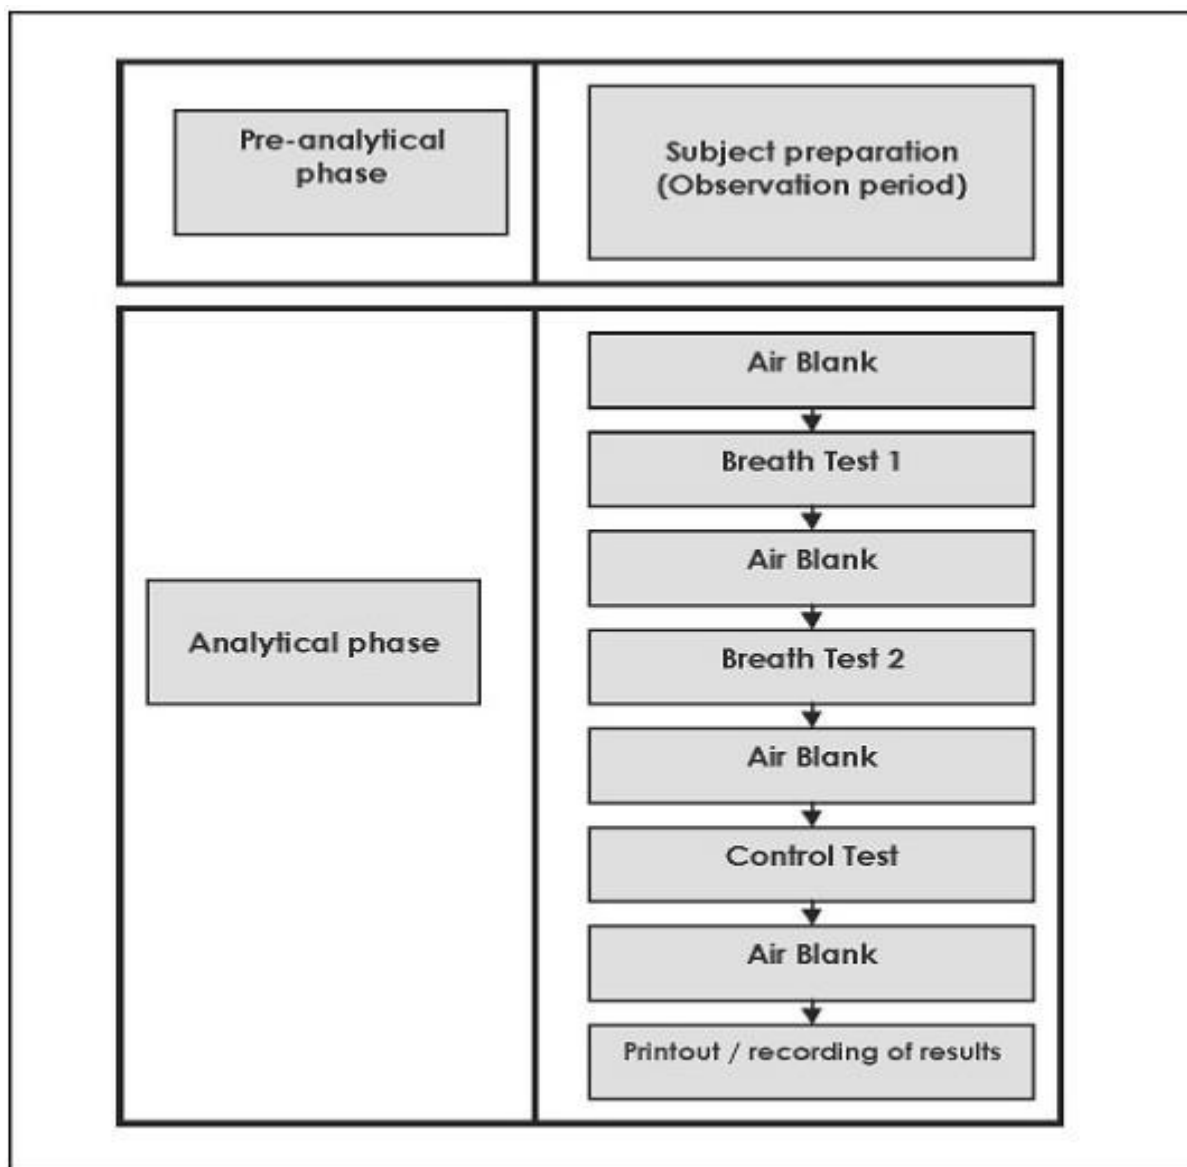 Pre-analytical
phase
Subject preparation
(Observation period)
Analytical phase
Air Blank
Breath Test 1
Air Blank
Breath Test 2
Air Blank
Control Test
Air Blank
Printout / recording of results